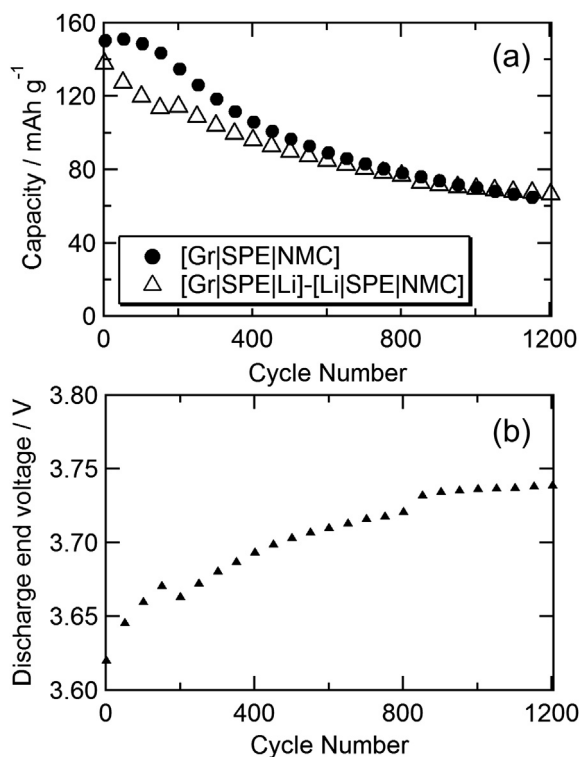 (a)
Capacity / mAh g⁻¹
160
120
80
40
0
[Gr|SPE|NMC]
[Gr|SPE|Li]-[Li|SPE|NMC]
0
400
800
1200
Cycle Number
(b)
Discharge end voltage / V
3.80
3.75
3.70
3.65
3.60
0
400
800
1200
Cycle Number